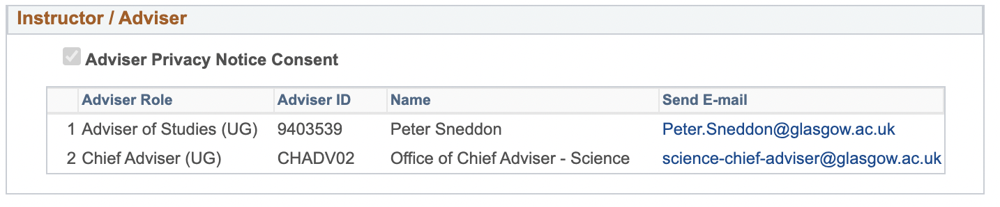 Instructor / Adviser
Adviser Privacy Notice Consent
Adviser Role Adviser ID Name Send E-mail
1 Adviser of Studies (UG) 9403539 Peter Sneddon Peter.Sneddon@glasgow.ac.uk
2 Chief Adviser (UG) CHADV02 Office of Chief Adviser - Science science-chief-adviser@glasgow.ac.uk